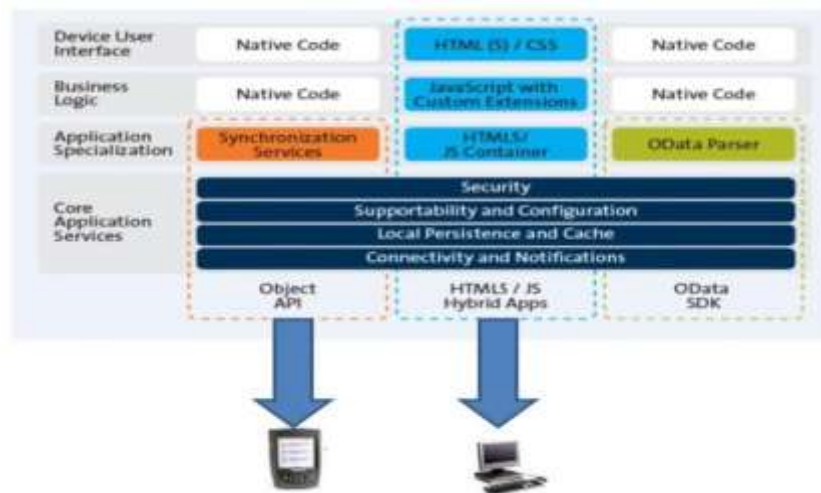 Device User
Interface
Native Code
HTML (5) / CSS
Native Code
Business
Logic
Native Code
JavaScript with
Custom Extensions
Native Code
Application
Specialization
Synchronization
Services
HTML5/
JS Container
OData Parser
Core
Application
Services
Security
Supportability and Configuration
Local Persistence and Cache
Connectivity and Notifications
Object
API
HTML5 / JS
Hybrid Apps
OData
SDK